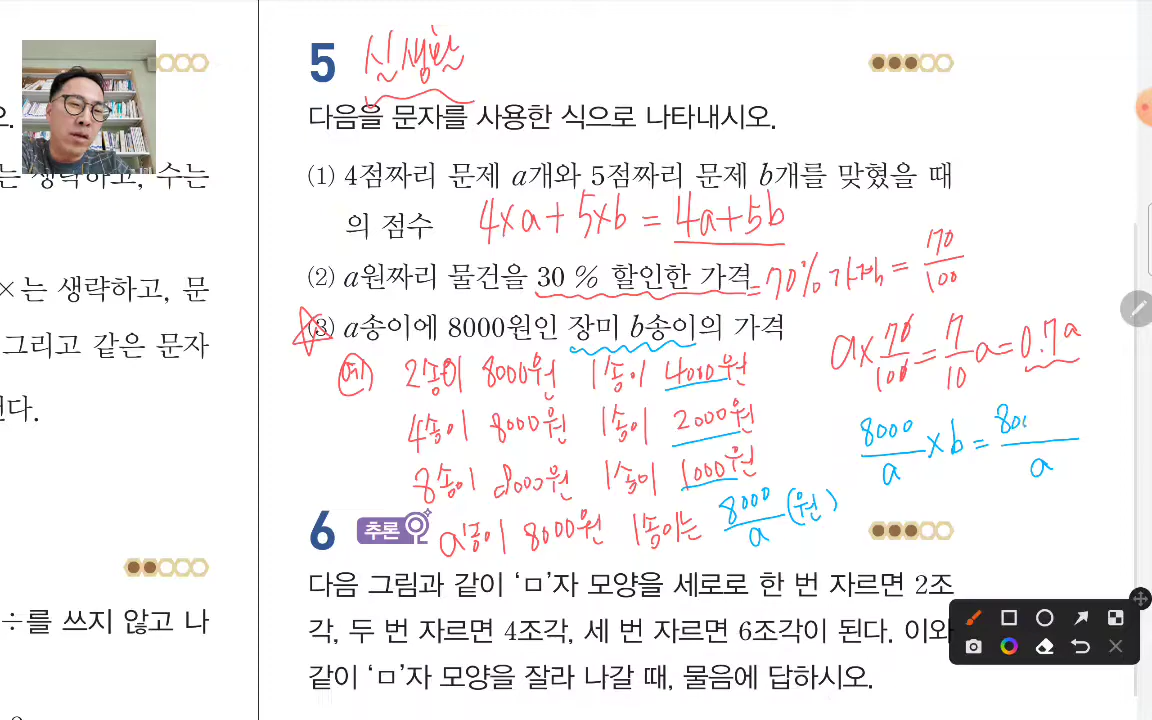 5 신생환
다음을 문자를 사용한 식으로 나타내시오.
(1) 4점짜리 문제 a개와 5점짜리 문제 b개를 맞혔을 때
의 점수 4×a+5×b = 4a+5b
(2) a원짜리 물건을 30 % 할인한 가격 = 70% 가격 = 70/100
a×70/100 = 7/10 a = 0.7a
(3) a송이에 8000원인 장미 b송이의 가격
예) 2송이 8000원 1송이 4000원
4송이 8000원 1송이 2000원
8송이 8000원 1송이 1000원
a송이 8000원 1송이는 8000/a (원)
8000/a × b = 800/a
6 추론
다음 그림과 같이 ‘ㅁ’자 모양을 세로로 한 번 자르면 2조
각, 두 번 자르면 4조각, 세 번 자르면 6조각이 된다. 이와
같이 ‘ㅁ’자 모양을 잘라 나갈 때, 물음에 답하시오.
오.
는 생략하고, 수는
×는 생략하고, 문
그리고 같은 문자
된다.
÷를 쓰지 않고 나